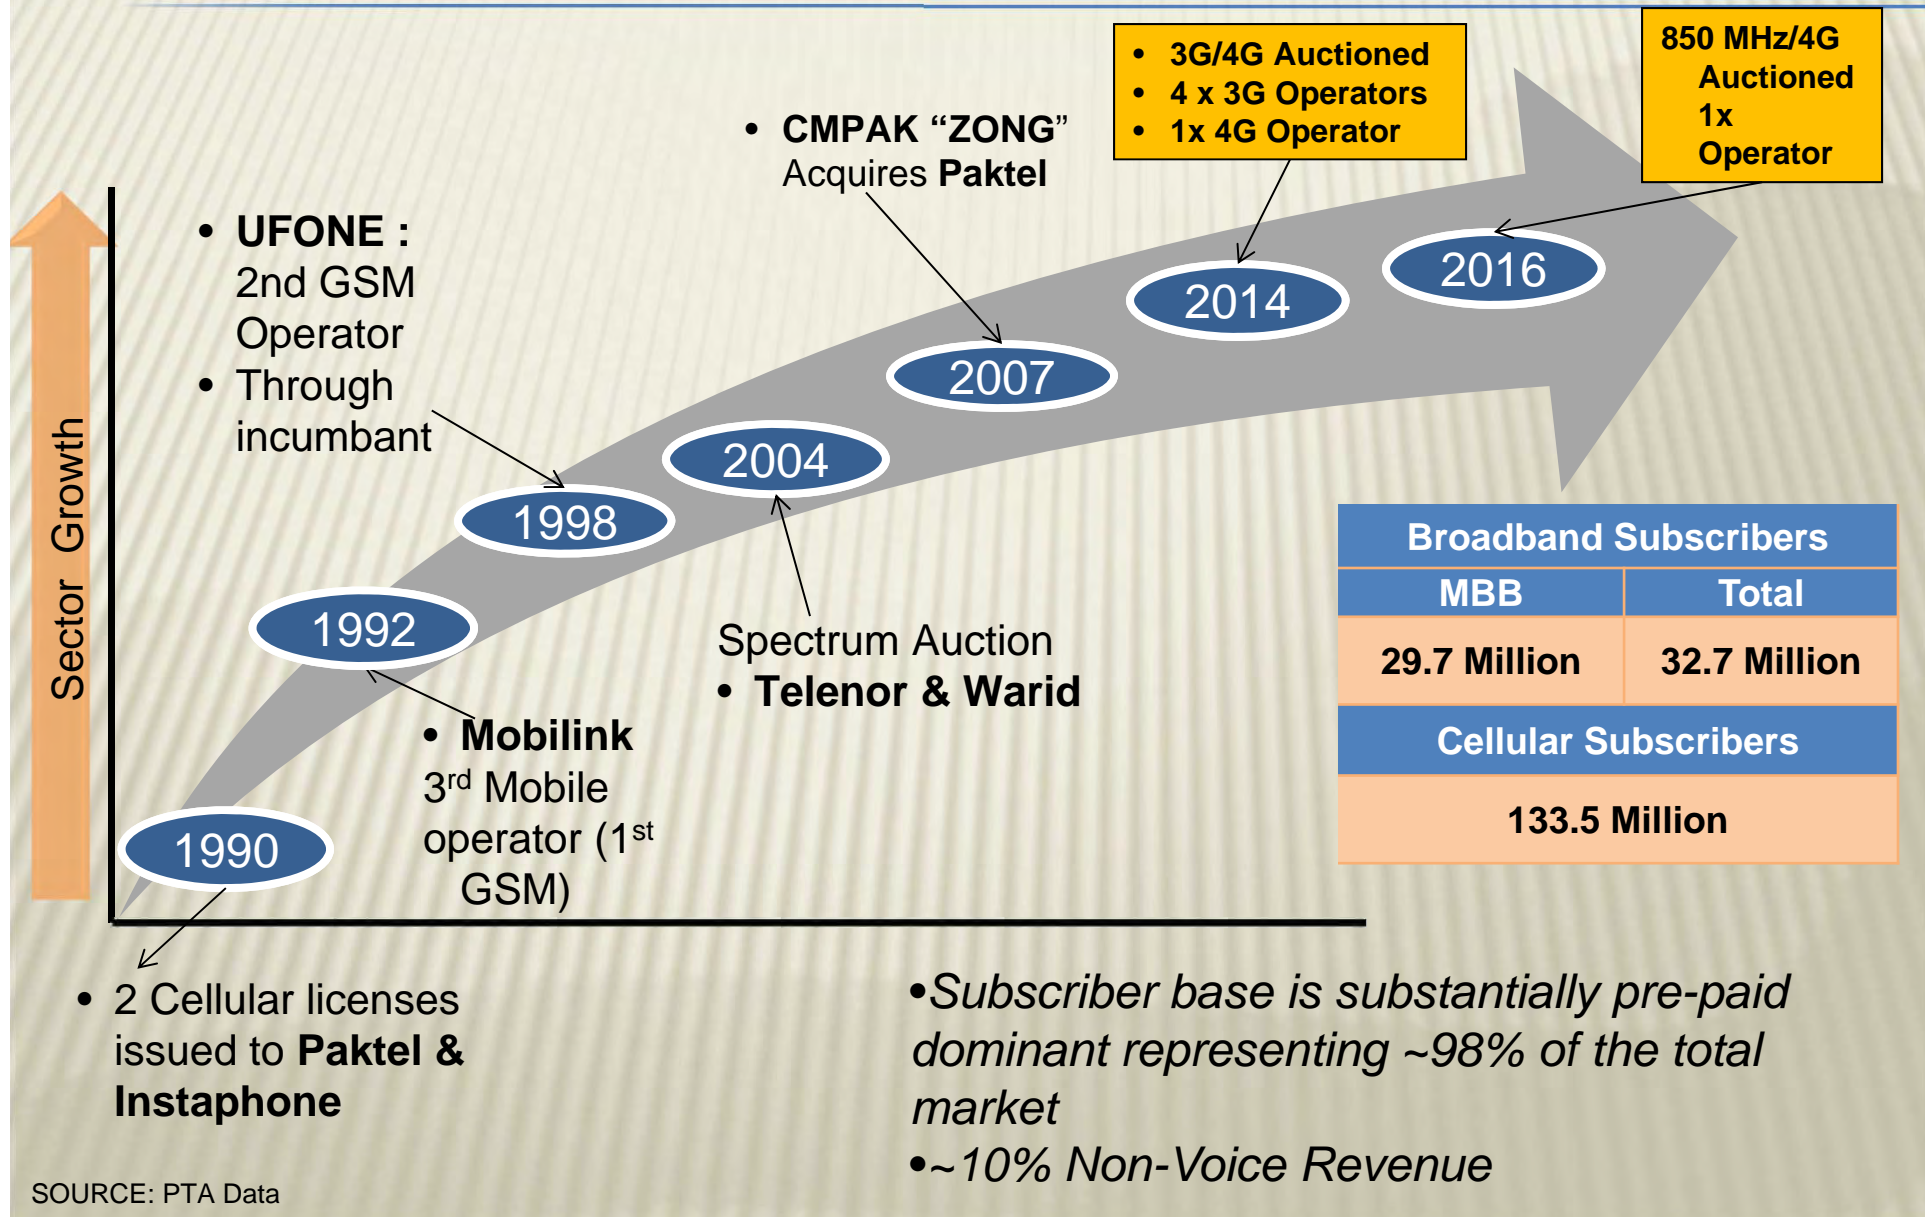 • 3G/4G Auctioned
• 4 x 3G Operators
• 1x 4G Operator
850 MHz/4G
Auctioned
1x
Operator
• CMPAK “ZONG”
Acquires Paktel
• UFONE :
2nd GSM
Operator
• Through
incumbant
2016
2014
2007
2004
1998
1992
1990
Sector Growth
Spectrum Auction
• Telenor & Warid
• Mobilink
3rd Mobile
operator (1st
GSM)
Broadband Subscribers
MBB Total
29.7 Million 32.7 Million
Cellular Subscribers
133.5 Million
• 2 Cellular licenses
issued to Paktel &
Instaphone
•Subscriber base is substantially pre-paid
dominant representing ~98% of the total
market
•~10% Non-Voice Revenue
SOURCE: PTA Data